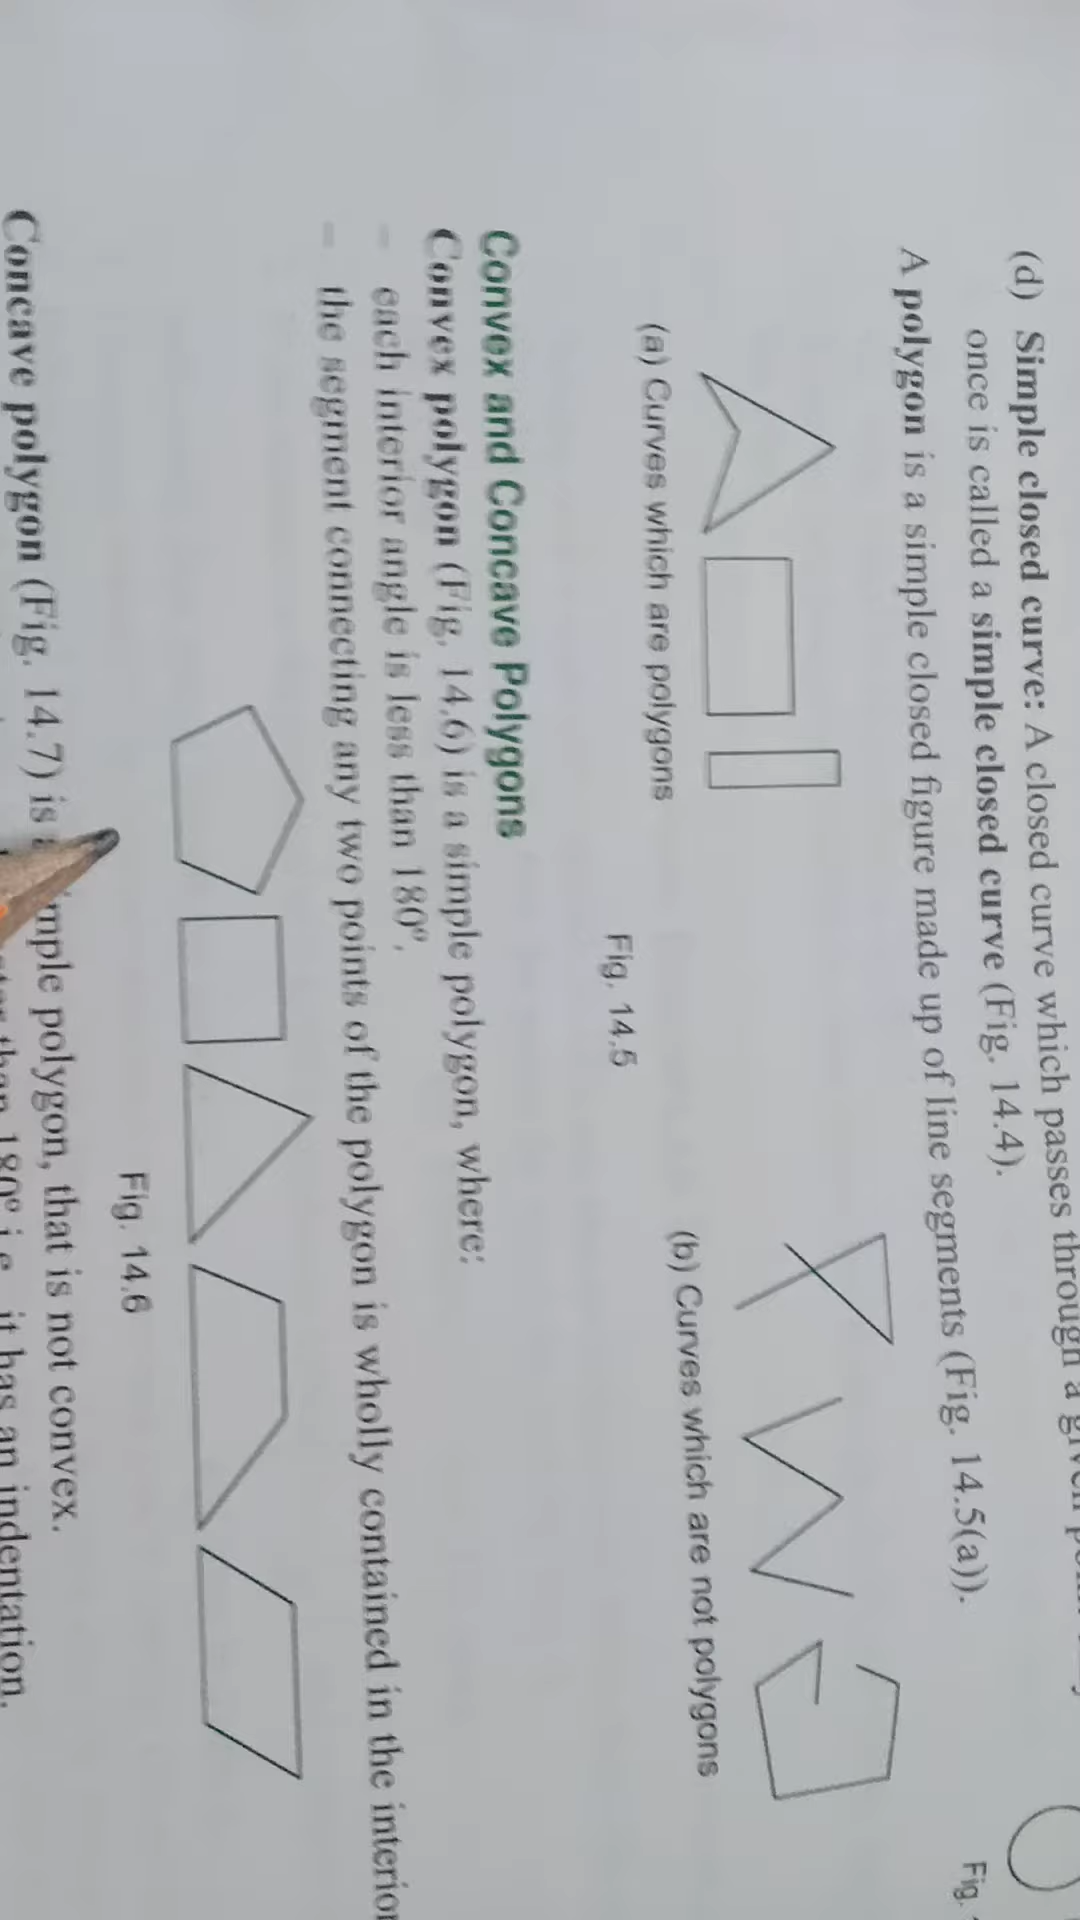 (d) Simple closed curve: A closed curve which passes through a given
once is called a simple closed curve (Fig. 14.4).
A polygon is a simple closed figure made up of line segments (Fig. 14.5(a)).
(a) Curves which are polygons
(b) Curves which are not polygons
Fig.
Fig. 14.5
Convex and Concave Polygons
Convex polygon (Fig. 14.6) is a simple polygon, where:
– each interior angle is less than 180°.
– the segment connecting any two points of the polygon is wholly contained in the interior
Fig. 14.6
Concave polygon (Fig. 14.7) is polygon, that is not convex.
than 180° i.e. it has an indentation.